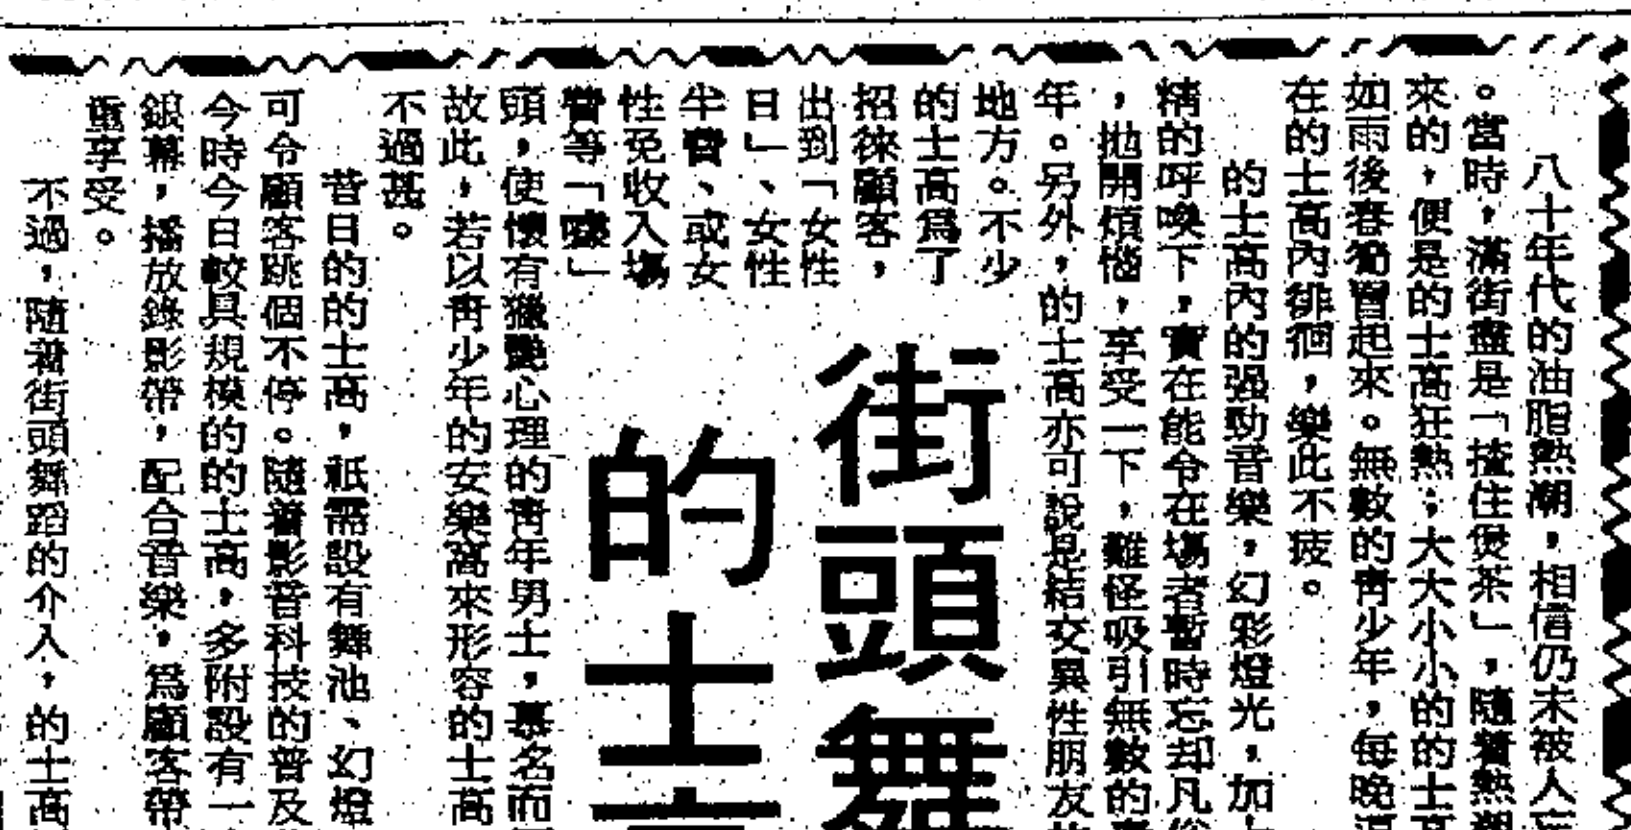 八十年代的油脂熱潮，相信仍未被人忘
。當時，滿街盡是「揸住煲茶」，隨着熱潮
來的，便是的士高狂熱；大大小小的的士高
如雨後春筍冒起來。無數的靑少年，每晚
在的士高內徘徊，樂此不疲。
的士高內的强勁音樂，幻彩燈光，加
精的呼喚下，實在能令在場者暫時忘却凡
，拋開煩惱，享受一下，難怪吸引無數的
年。另外，的士高亦可說是結交異性朋友
地方。不少
的士高爲了
招徠顧客，
出到「女性
日」、女性
半費、或女
性免收入場
費等「噱」
頭，使懷有獵艷心理的靑年男士，慕名而
故此，若以靑少年的安樂窩來形容的士高
不過甚。
街頭舞
的士
昔日的的士高，祇需設有舞池、幻燈
可令顧客跳個不停。隨着影音科技的普及
今時今日較具規模的的士高，多附設有一
銀幕，播放錄影帶，配合音樂，爲顧客帶
重享受。
不過，隨着街頭舞蹈的介入，的士高